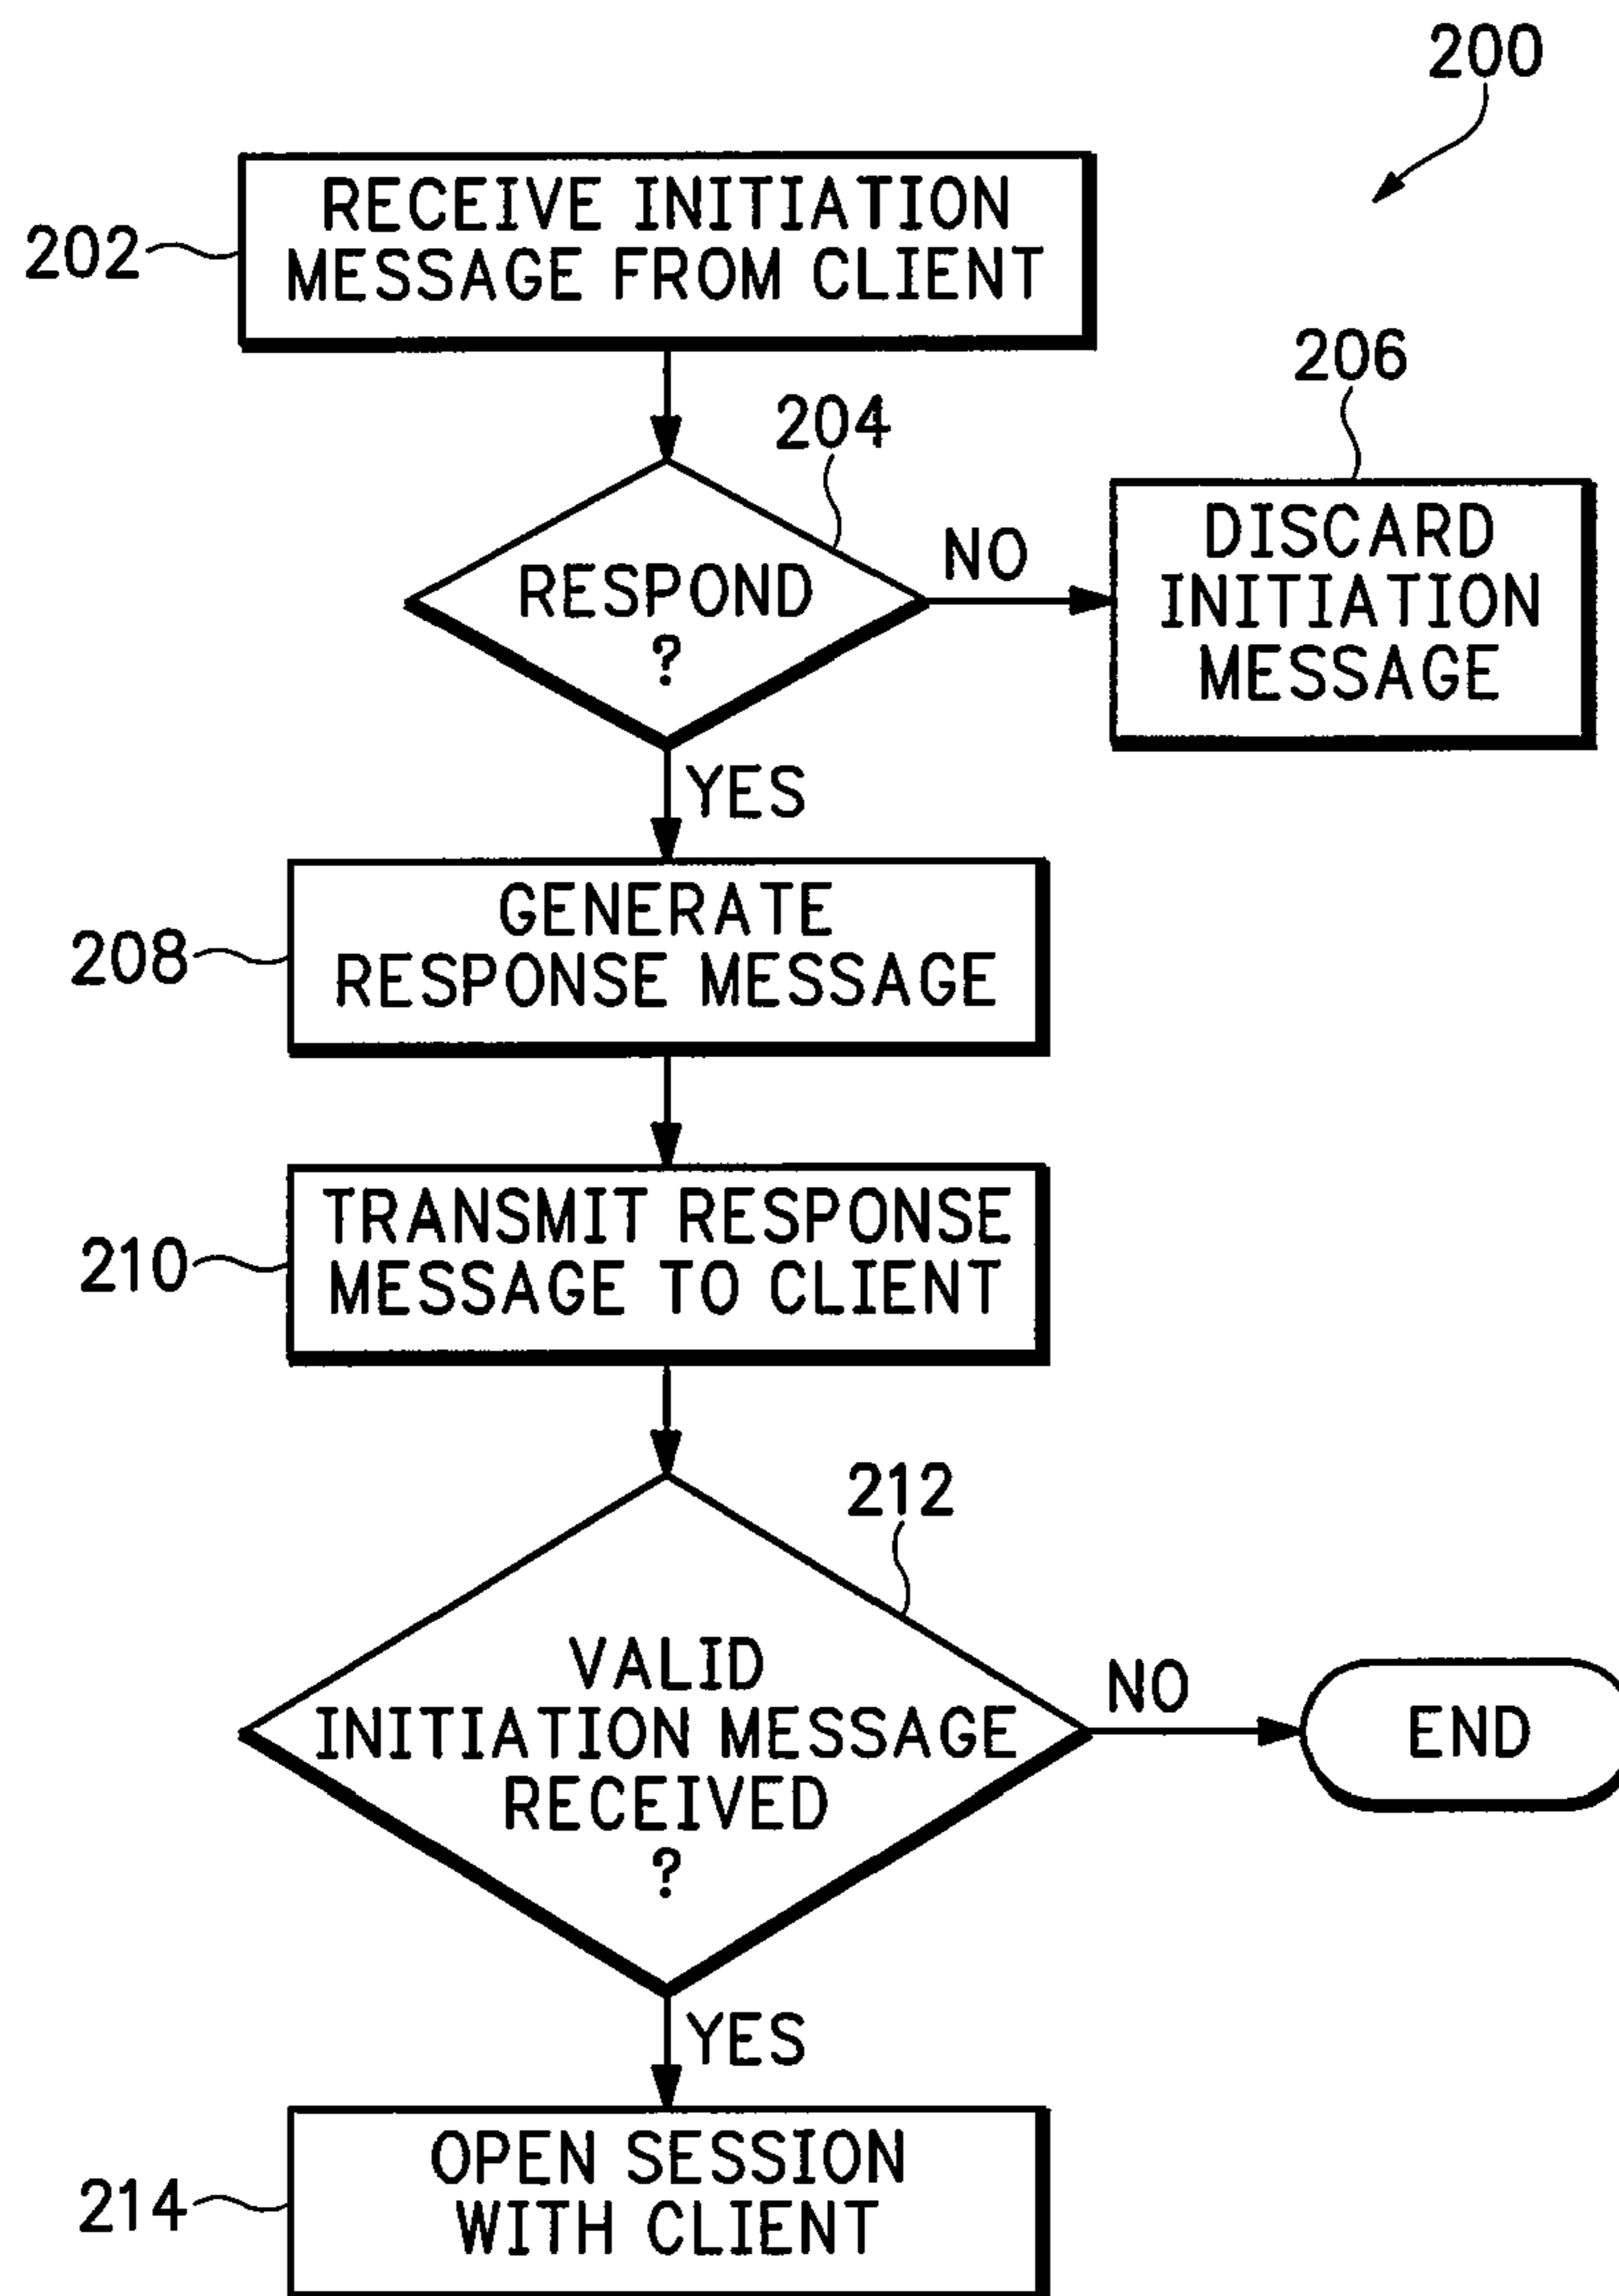 200
202
RECEIVE INITIATION
MESSAGE FROM CLIENT
204
RESPOND
?
NO
206
DISCARD
INITIATION
MESSAGE
YES
208
GENERATE
RESPONSE MESSAGE
210
TRANSMIT RESPONSE
MESSAGE TO CLIENT
212
VALID
INITIATION MESSAGE
RECEIVED
?
NO
END
YES
214
OPEN SESSION
WITH CLIENT